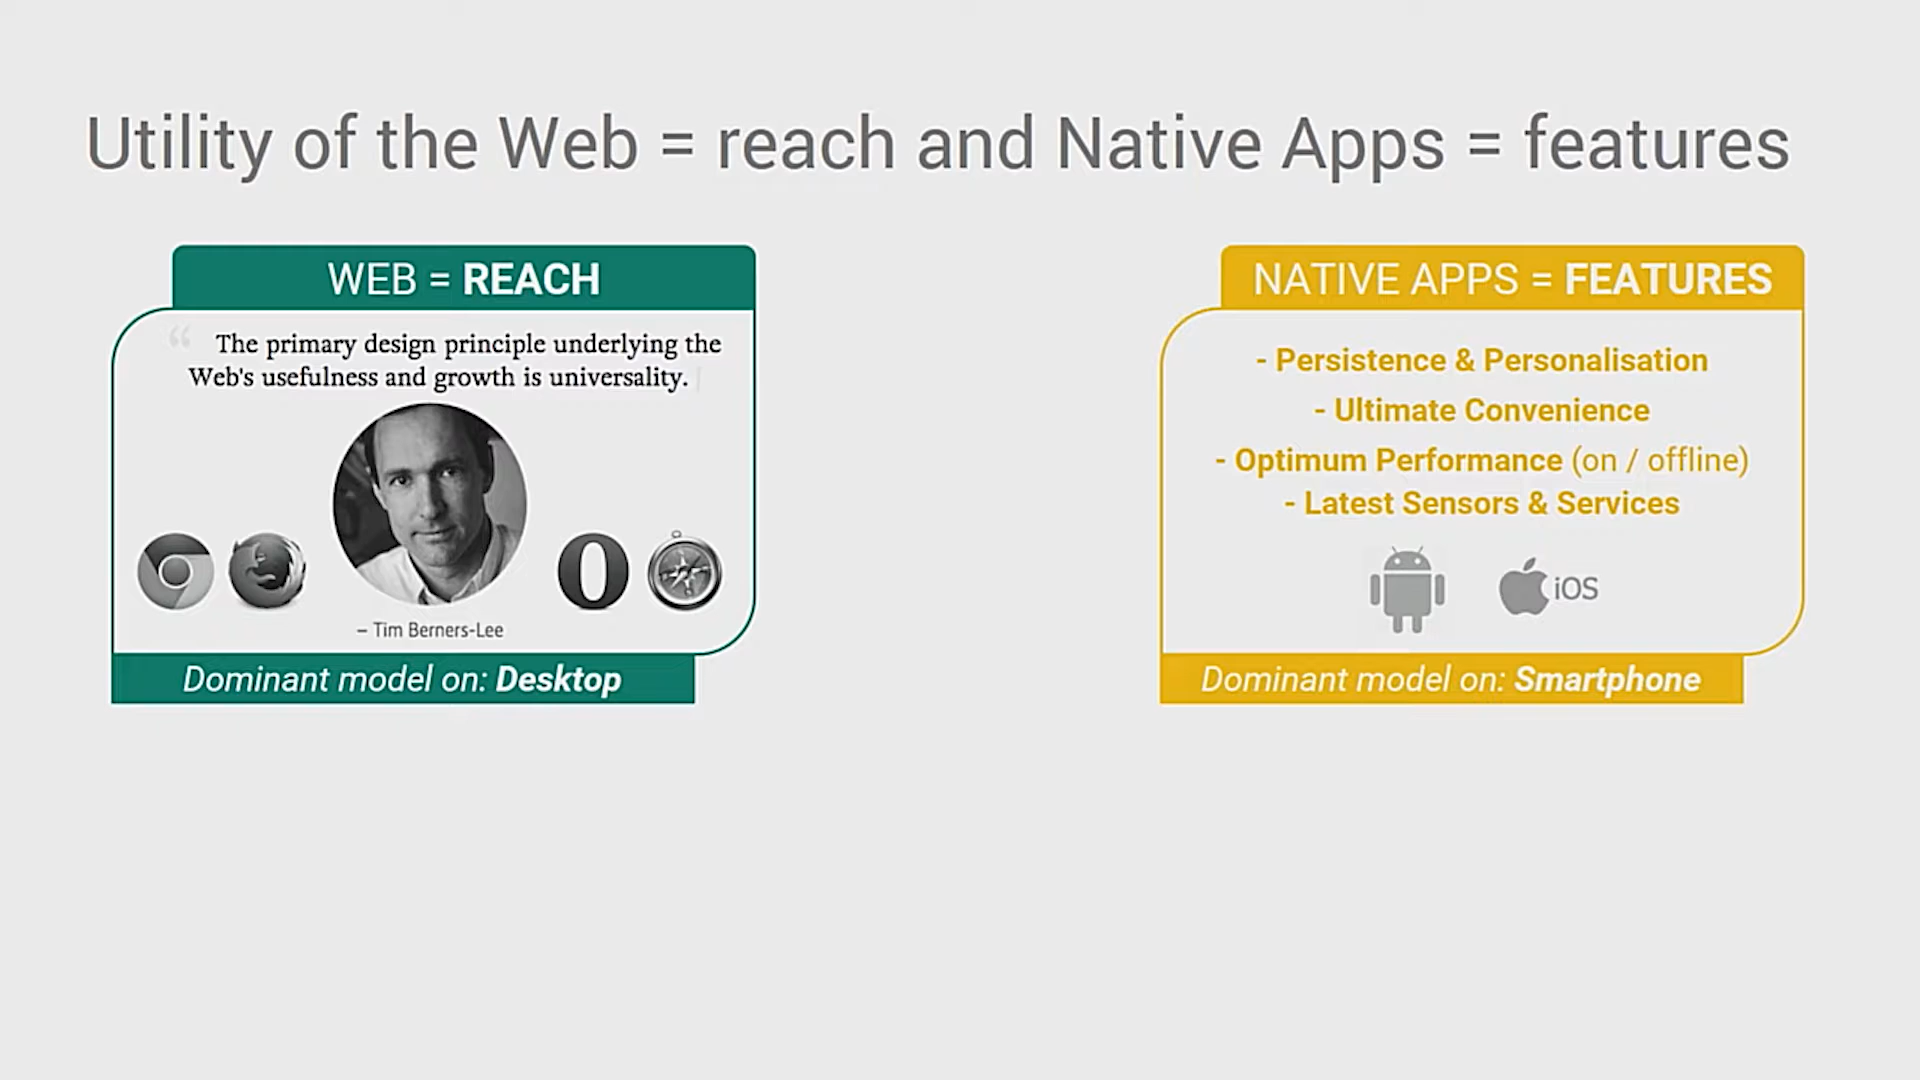 Utility of the Web = reach and Native Apps = features
WEB = REACH
“ The primary design principle underlying the
Web's usefulness and growth is universality.
– Tim Berners-Lee
Dominant model on: Desktop
NATIVE APPS = FEATURES
- Persistence & Personalisation
- Ultimate Convenience
- Optimum Performance (on / offline)
- Latest Sensors & Services
iOS
Dominant model on: Smartphone